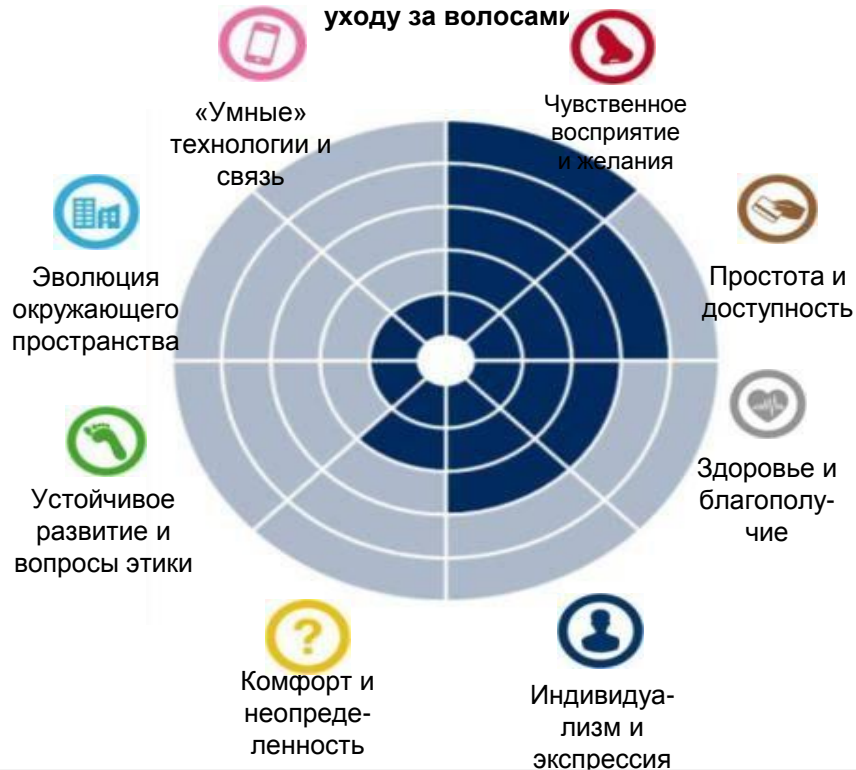 уходу за волосами
«Умные»
технологии и
связь
Чувственное
восприятие
и желания
Простота и
доступность
Здоровье и
благополу-
чие
Индивидуа-
лизм и
экспрессия
Комфорт и
неопреде-
ленность
Устойчивое
развитие и
вопросы этики
Эволюция
окружающего
пространства
?